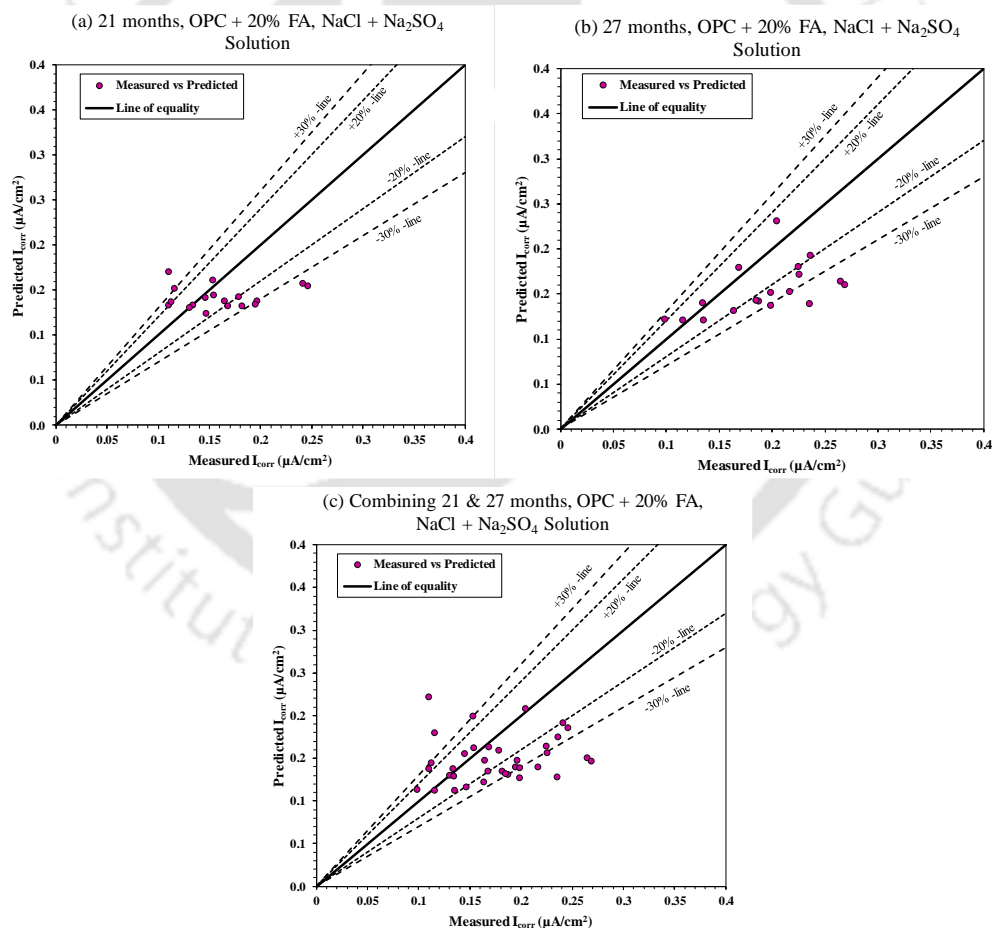 (a) 21 months, OPC + 20% FA, NaCl + Na₂SO₄
Solution
0.4
0.4
0.3
0.3
0.2
0.2
0.1
0.1
0.0
Predicted Icorr (µA/cm²)
Measured vs Predicted
Line of equality
+30% -line
+20% -line
-20% -line
-30% -line
0 0.05 0.1 0.15 0.2 0.25 0.3 0.35 0.4
Measured Icorr (µA/cm²)
(b) 27 months, OPC + 20% FA, NaCl + Na₂SO₄
Solution
0.4
0.4
0.3
0.3
0.2
0.2
0.1
0.1
0.0
Predicted Icorr (µA/cm²)
Measured vs Predicted
Line of equality
+30% -line
+20% -line
-20% -line
-30% -line
0 0.05 0.1 0.15 0.2 0.25 0.3 0.35 0.4
Measured Icorr (µA/cm²)
(c) Combining 21 & 27 months, OPC + 20% FA,
NaCl + Na₂SO₄ Solution
0.4
0.4
0.3
0.3
0.2
0.2
0.1
0.1
0.0
Predicted Icorr (µA/cm²)
Measured vs Predicted
Line of equality
+30% -line
+20% -line
-20% -line
-30% -line
0 0.05 0.1 0.15 0.2 0.25 0.3 0.35 0.4
Measured Icorr (µA/cm²)